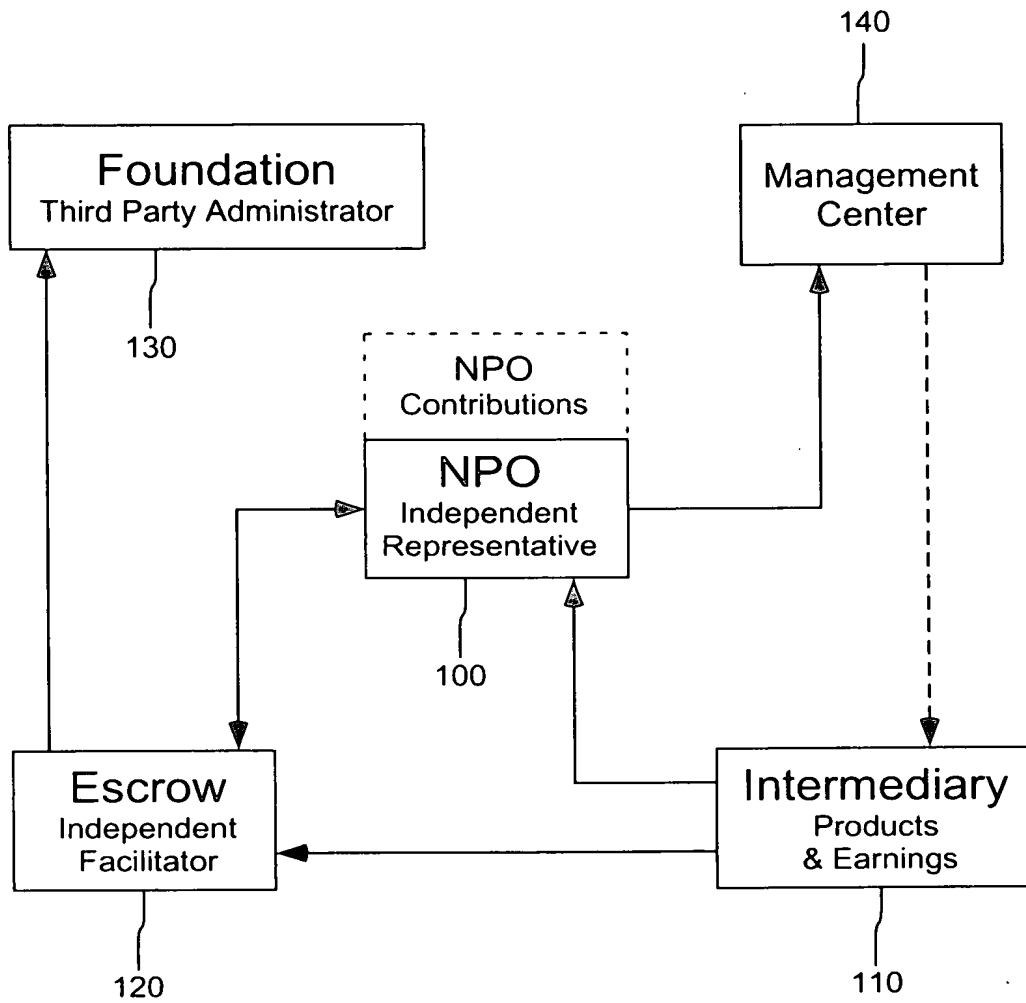 140
Foundation
Third Party Administrator
Management
Center
130
NPO
Contributions
NPO
Independent
Representative
100
Escrow
Independent
Facilitator
Intermediary
Products
& Earnings
120
110